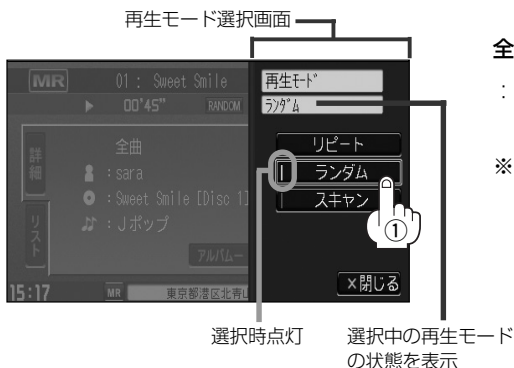 再生モード選択画面
全
:
※
MR 01: Sweet Smile
▶ 00'45" RANDOM
再生ﾓｰﾄﾞ
ﾗﾝﾀﾞﾑ
詳細
リスト
全曲
: sara
: Sweet Smile [Disc 1]
: Jポップ
アルバム一
リピート
ランダム
スキャン
①
×閉じる
15:17 MR 東京都港区北青山
選択時点灯
選択中の再生モード
の状態を表示